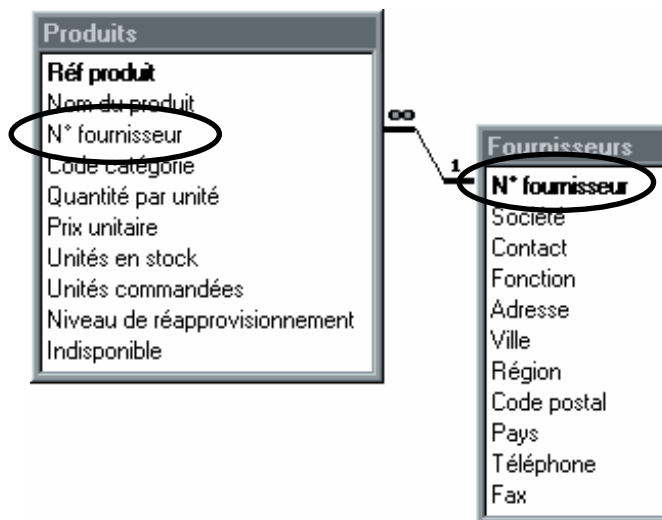 Produits
Réf produit
Nom du produit
N° fournisseur
Code catégorie
Quantité par unité
Prix unitaire
Unités en stock
Unités commandées
Niveau de réapprovisionnement
Indisponible
∞
1
Fournisseurs
N° fournisseur
Société
Contact
Fonction
Adresse
Ville
Région
Code postal
Pays
Téléphone
Fax